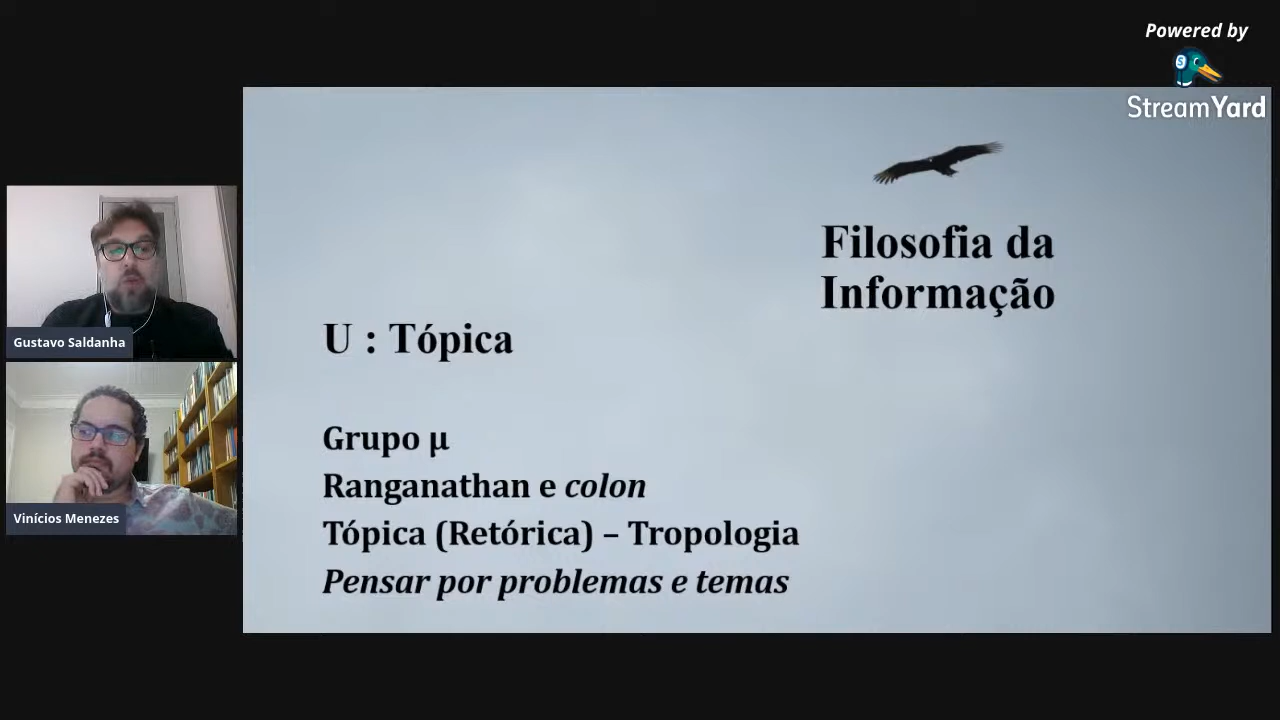 Powered by
StreamYard
Filosofia da
Informação
U : Tópica
Grupo μ
Ranganathan e colon
Tópica (Retórica) – Tropologia
Pensar por problemas e temas
Gustavo Saldanha
Vinícios Menezes